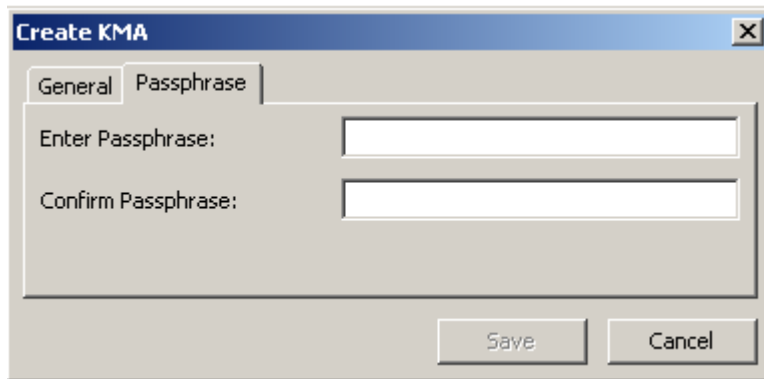 Create KMA
General Passphrase
Enter Passphrase:
Confirm Passphrase:
Save Cancel